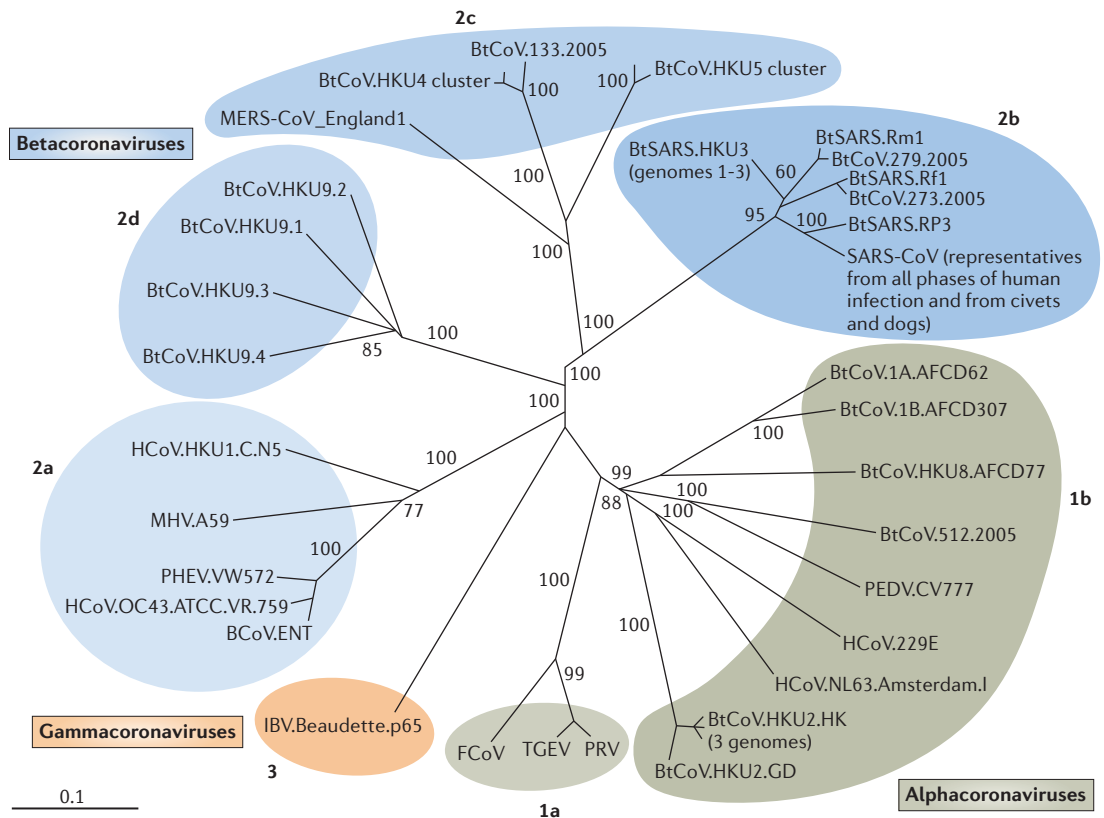 2c
BtCoV.133.2005
BtCoV.HKU4 cluster
100
100
BtCoV.HKU5 cluster
MERS-CoV_England1
100
100
Betacoronaviruses
2b
BtSARS.HKU3
(genomes 1-3)
60
BtSARS.Rm1
BtCoV.279.2005
BtSARS.Rf1
BtCoV.273.2005
95
100
BtSARS.RP3
SARS-CoV (representatives
from all phases of human
infection and from civets
and dogs)
100
2d
BtCoV.HKU9.2
BtCoV.HKU9.1
BtCoV.HKU9.3
BtCoV.HKU9.4
85
100
100
100
2a
HCoV.HKU1.C.N5
100
MHV.A59
77
100
PHEV.VW572
HCoV.OC43.ATCC.VR.759
BCoV.ENT
BtCoV.1A.AFCD62
BtCoV.1B.AFCD307
100
99
BtCoV.HKU8.AFCD77
1b
88
100
100
BtCoV.512.2005
PEDV.CV777
HCoV.229E
HCoV.NL63.Amsterdam.I
100
BtCoV.HKU2.HK
(3 genomes)
BtCoV.HKU2.GD
100
99
FCoV
TGEV
PRV
1a
IBV.Beaudette.p65
3
Gammacoronaviruses
Alphacoronaviruses
0.1